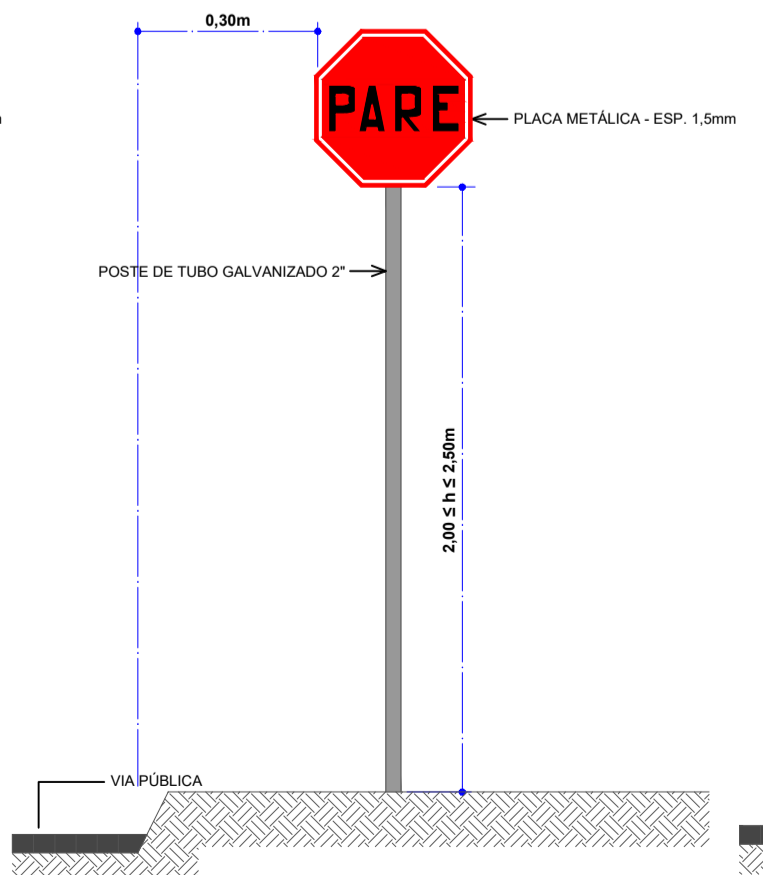 0,30m
PARE
PLACA METÁLICA - ESP. 1,5mm
POSTE DE TUBO GALVANIZADO 2"
2,00 ≤ h ≤ 2,50m
VIA PÚBLICA